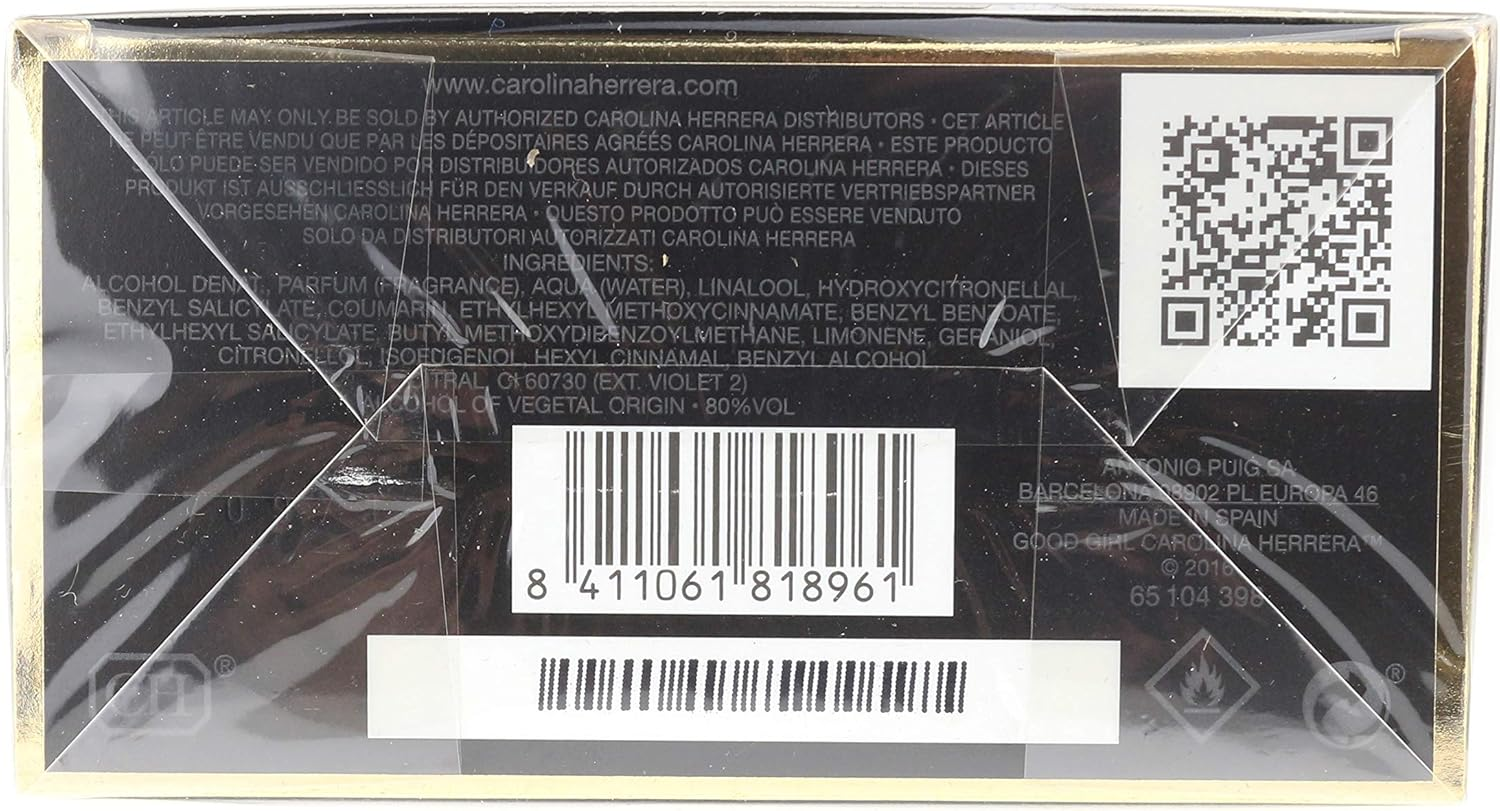 www.carolinaherrera.com
THIS ARTICLE MAY ONLY BE SOLD BY AUTHORIZED CAROLINA HERRERA DISTRIBUTORS • CET ARTICLE
NE PEUT ÊTRE VENDU QUE PAR LES DÉPOSITAIRES AGRÉÉS CAROLINA HERRERA • ESTE PRODUCTO
SÓLO PUEDE SER VENDIDO POR DISTRIBUIDORES AUTORIZADOS CAROLINA HERRERA • DIESES
PRODUKT IST AUSSCHLIESSLICH FÜR DEN VERKAUF DURCH AUTORISIERTE VERTRIEBSPARTNER
VORGESEHEN CAROLINA HERRERA • QUESTO PRODOTTO PUÒ ESSERE VENDUTO
SOLO DA DISTRIBUTORI AUTORIZZATI CAROLINA HERRERA
INGREDIENTS:
ALCOHOL DENAT., PARFUM (FRAGRANCE), AQUA (WATER), LINALOOL, HYDROXYCITRONELLAL,
BENZYL SALICYLATE, COUMARIN, ETHYLHEXYL METHOXYCINNAMATE, BENZYL BENZOATE,
ETHYLHEXYL SALICYLATE, BUTYL METHOXYDIBENZOYLMETHANE, LIMONENE, GERANIOL,
CITRONELLOL, ISOEUGENOL, HEXYL CINNAMAL, BENZYL ALCOHOL
CITRAL, CI 60730 (EXT. VIOLET 2)
ALCOHOL OF VEGETAL ORIGIN • 80%VOL
8 411061 818961
ANTONIO PUIG SA
BARCELONA 08902 PL EUROPA 46
MADE IN SPAIN
GOOD GIRL CAROLINA HERRERA™
© 2016
65 104 398
CH®
®